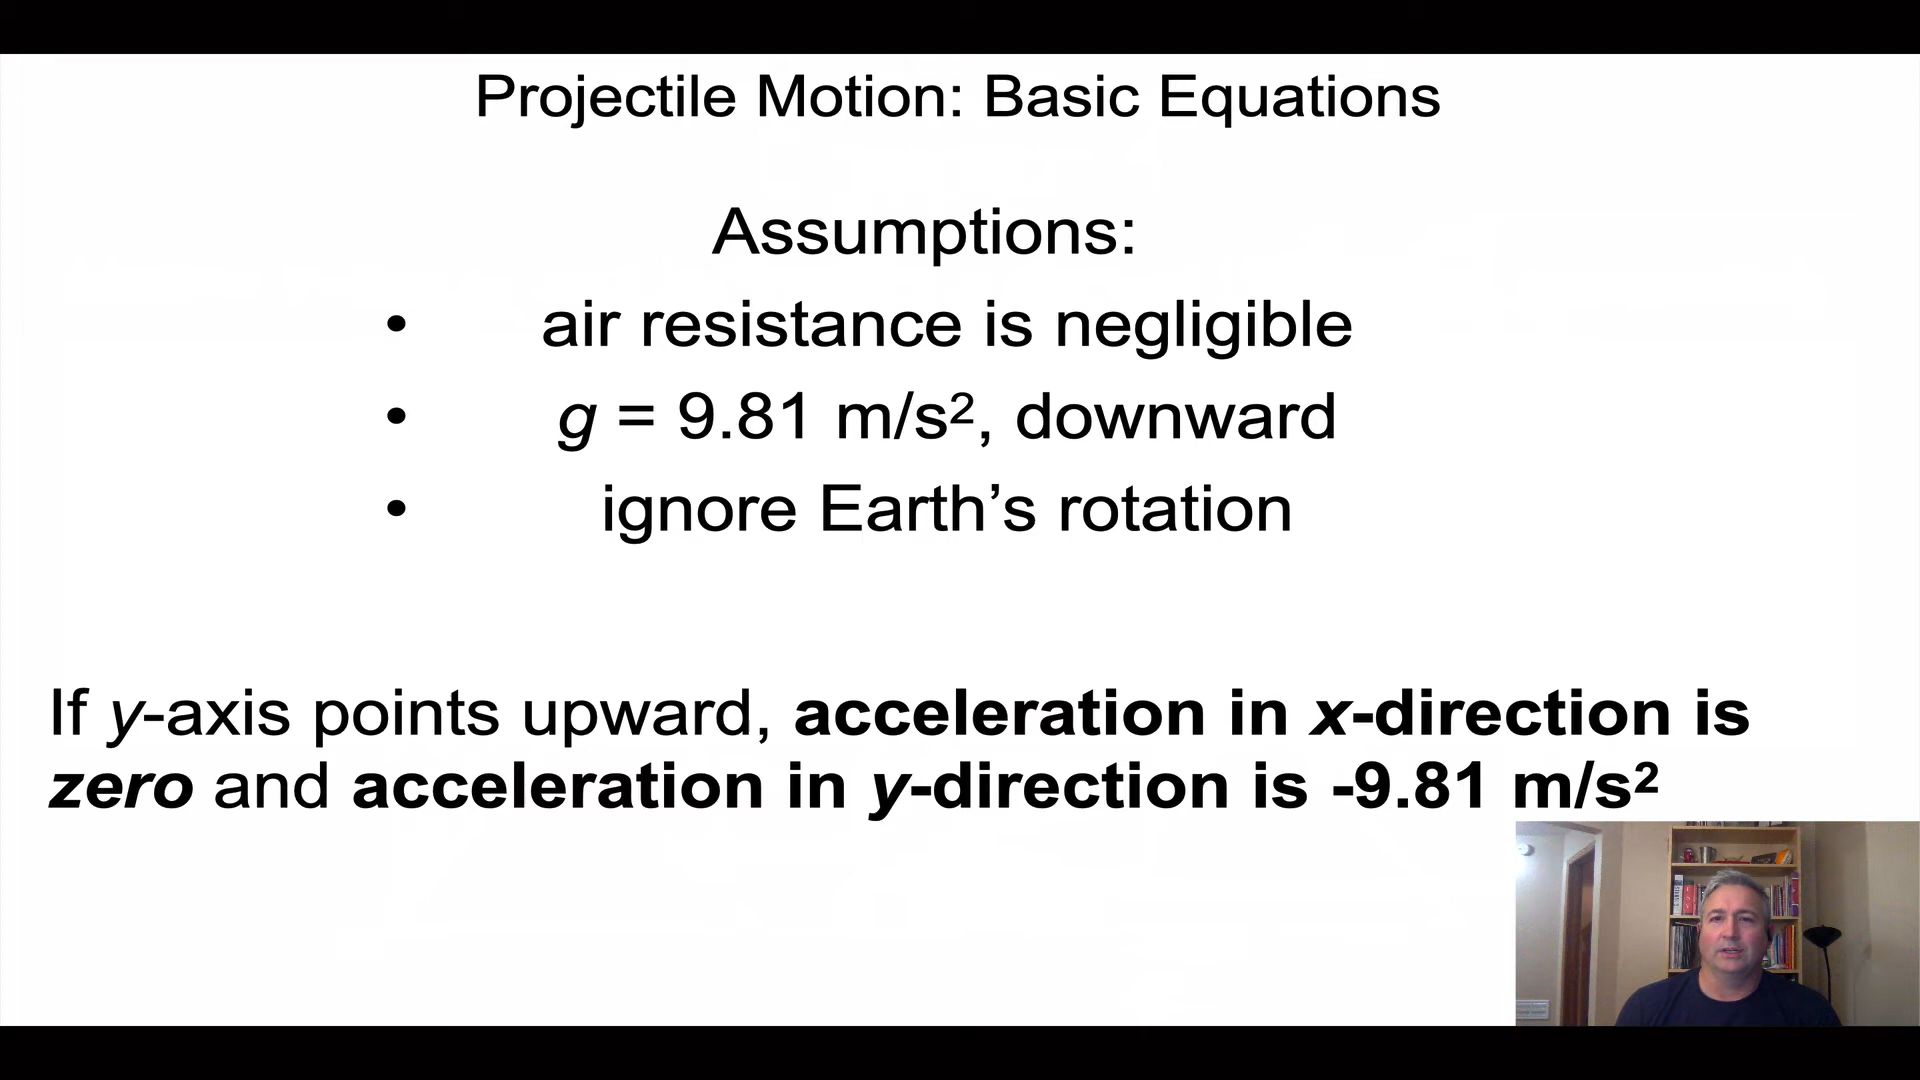 Projectile Motion: Basic Equations
Assumptions:
• air resistance is negligible
• g = 9.81 m/s², downward
• ignore Earth’s rotation
If y-axis points upward, acceleration in x-direction is
zero and acceleration in y-direction is -9.81 m/s²